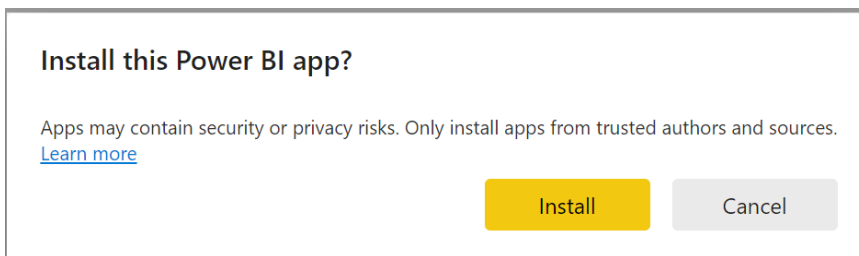 Install this Power BI app?
Apps may contain security or privacy risks. Only install apps from trusted authors and sources.
Learn more
Install Cancel